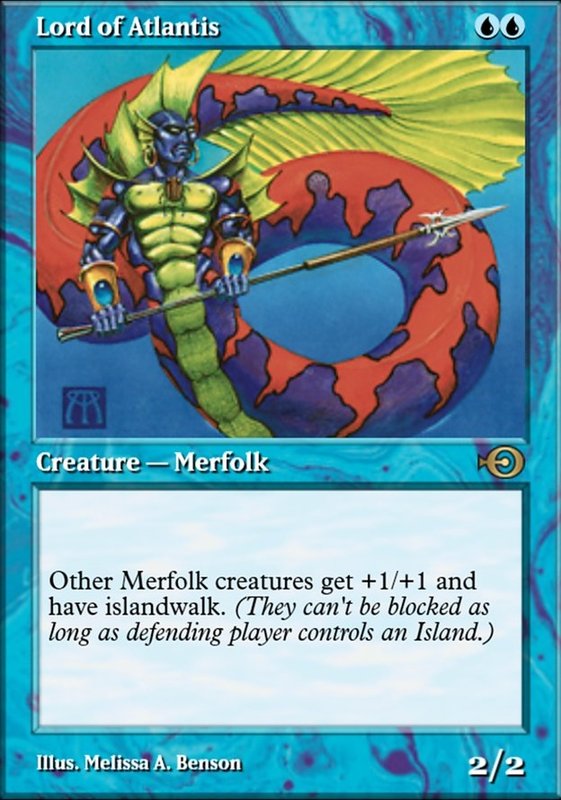 Lord of Atlantis
Creature — Merfolk
Other Merfolk creatures get +1/+1 and
have islandwalk. (They can't be blocked as
long as defending player controls an Island.)
Illus. Melissa A. Benson
2/2